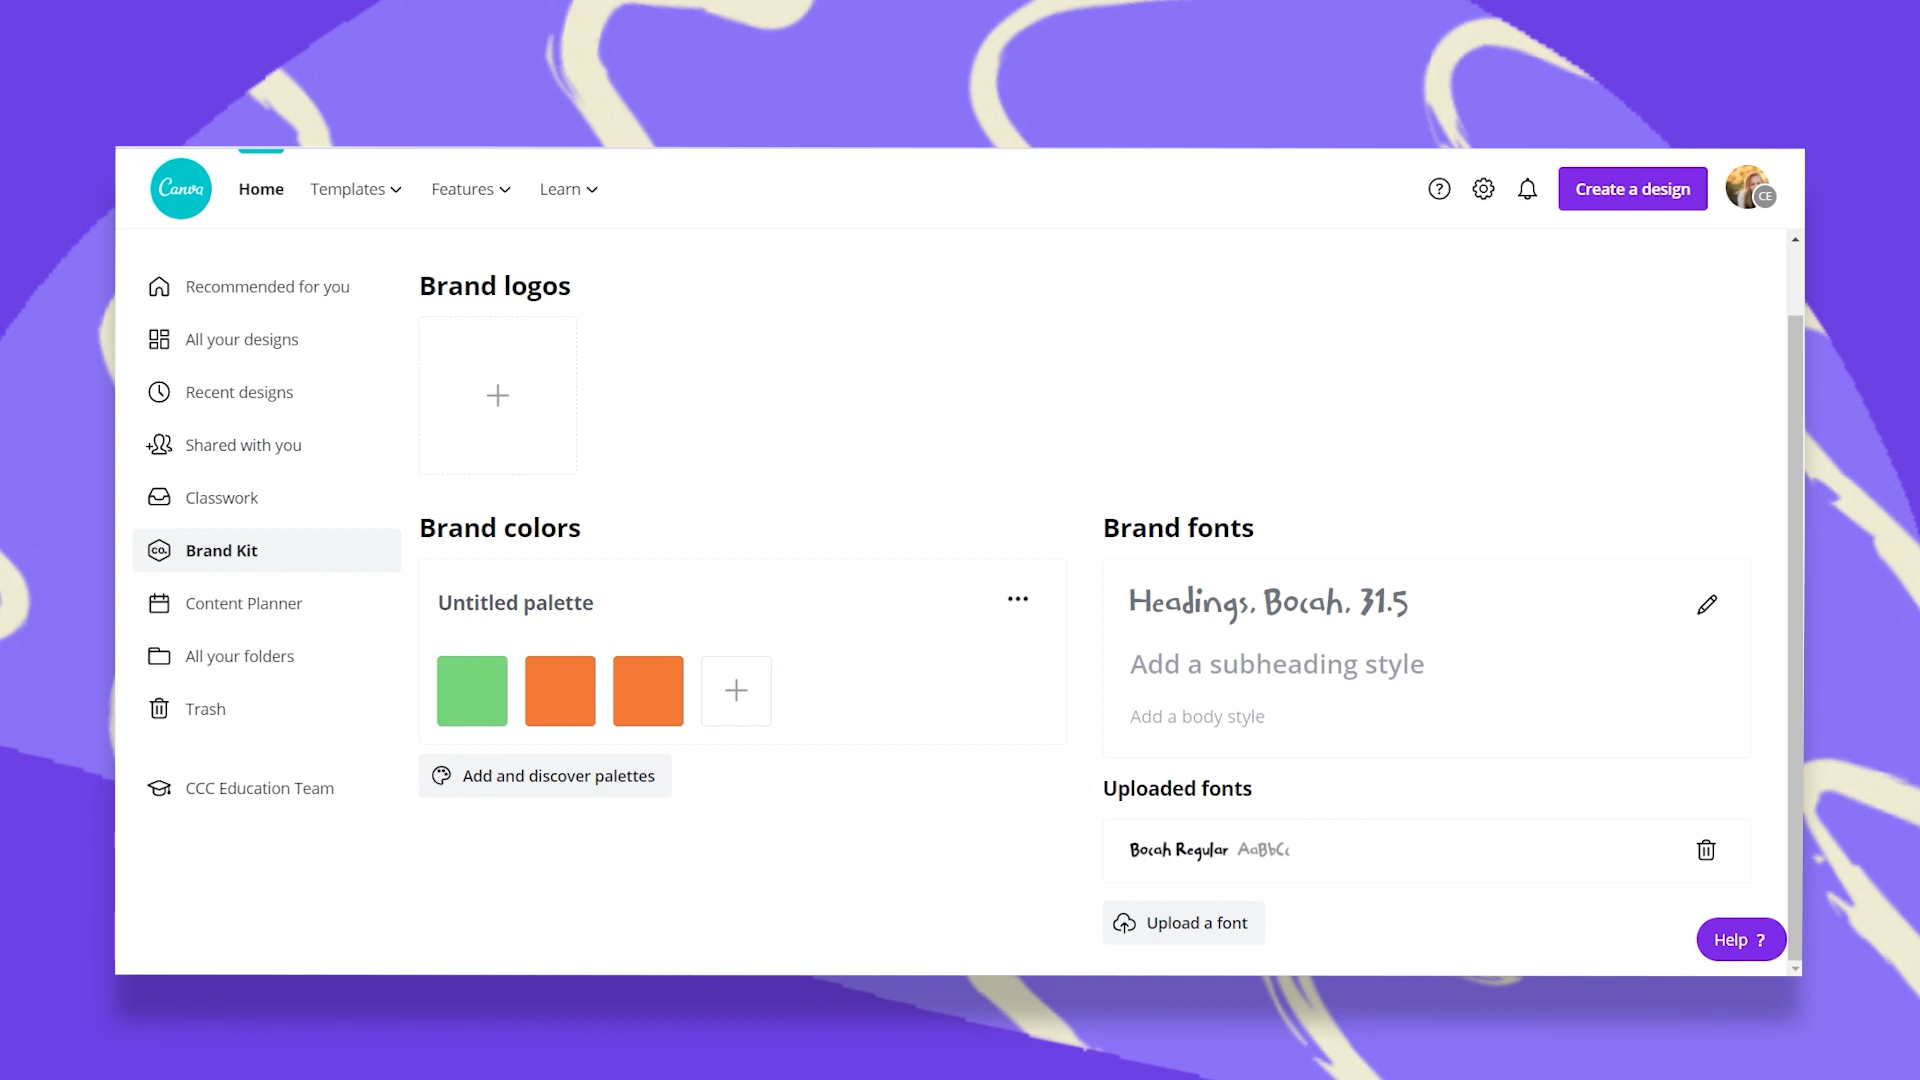 Canva
Home
Templates
Features
Learn
?
Create a design
CE
Recommended for you
All your designs
Recent designs
Shared with you
Classwork
CO.
Brand Kit
Content Planner
All your folders
Trash
CCC Education Team
Brand logos
Brand colors
Untitled palette
Add and discover palettes
Brand fonts
Headings, Bocah, 31.5
Add a subheading style
Add a body style
Uploaded fonts
Bocah Regular AaBbCc
Upload a font
Help ?